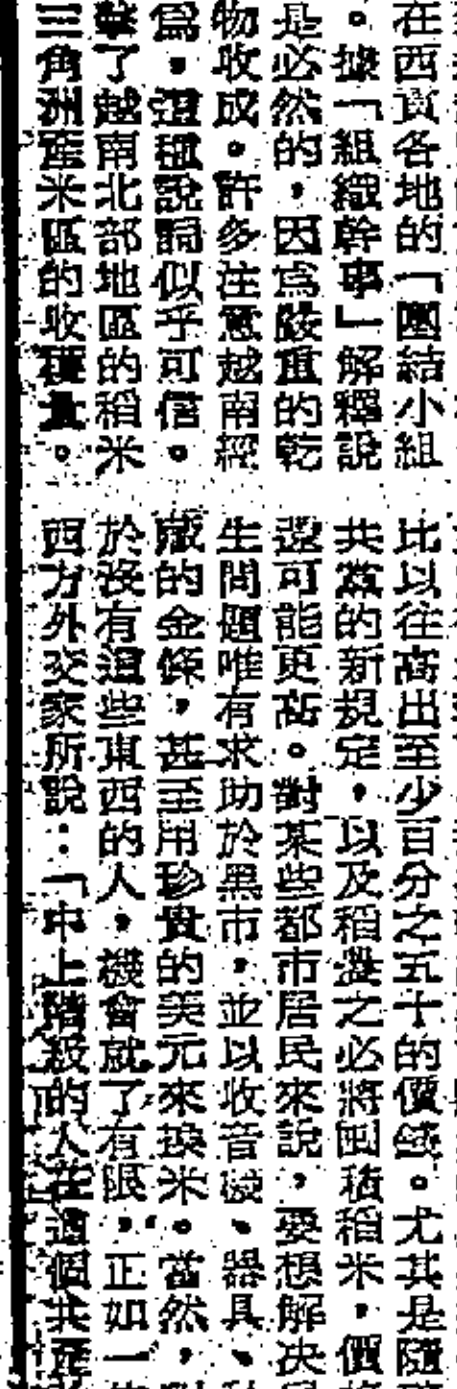 在西貢各地的「團結小組
。據「組織幹事」解釋說
是必然的,因爲嚴重的乾
物收成。許多注意越南經
爲,這種說詞似乎可信。
擊了越南北部地區的稻米
三角洲產米區的收穫量。
比以往高出至少百分之五十的價錢。尤其是隨
共黨的新規定,以及稻農之必將囤積稻米,價
還可能更高。對某些都市居民來說,要想解決
生問題唯有求助於黑市,並以收音機、器具、
藏的金條,甚至用珍貴的美元來換米。當然,
於沒有這些東西的人,機會就了有限,正如一
西方外交家所說:「中上階級的人在這個共產